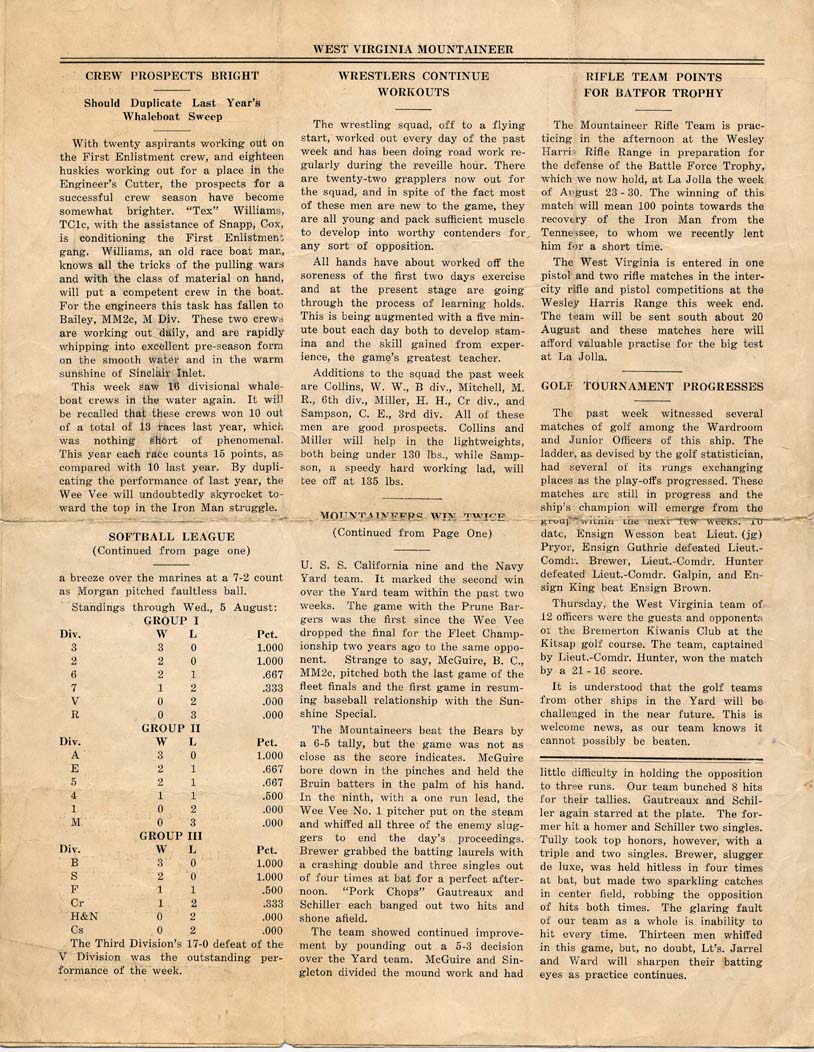 WEST VIRGINIA MOUNTAINEER
CREW PROSPECTS BRIGHT
Should Duplicate Last Year's
Whaleboat Sweep
With twenty aspirants working out on
the First Enlistment crew, and eighteen
huskies working out for a place in the
Engineer's Cutter, the prospects for a
successful crew season have become
somewhat brighter. "Tex" Williams,
TC1c, with the assistance of Snapp, Cox,
is conditioning the First Enlistment
gang. Williams, an old race boat man,
knows all the tricks of the pulling wars
and with the class of material on hand,
will put a competent crew in the boat.
For the engineers this task has fallen to
Bailey, MM2c, M Div. These two crews
are working out daily, and are rapidly
whipping into excellent pre-season form
on the smooth water and in the warm
sunshine of Sinclair Inlet.
This week saw 16 divisional whale-
boat crews in the water again. It will
be recalled that these crews won 10 out
of a total of 13 races last year, which
was nothing short of phenomenal.
This year each race counts 15 points, as
compared with 10 last year. By dupli-
cating the performance of last year, the
Wee Vee will undoubtedly skyrocket to-
ward the top in the Iron Man struggle.
SOFTBALL LEAGUE
(Continued from page one)
a breeze over the marines at a 7-2 count
as Morgan pitched faultless ball.
Standings through Wed., 5 August:
GROUP I
Div. W L Pct.
3 3 0 1.000
2 2 0 1.000
6 2 1 .667
7 1 2 .333
V 0 2 .000
R 0 3 .000
GROUP II
Div. W L Pct.
A 3 0 1.000
E 2 1 .667
5 2 1 .667
4 1 1 .500
1 0 2 .000
M 0 3 .000
GROUP III
Div. W L Pct.
B 3 0 1.000
S 2 0 1.000
F 1 1 .500
Cr 1 2 .333
H&N 0 2 .000
Cs 0 2 .000
The Third Division's 17-0 defeat of the
V Division was the outstanding per-
formance of the week.
WRESTLERS CONTINUE
WORKOUTS
The wrestling squad, off to a flying
start, worked out every day of the past
week and has been doing road work re-
gularly during the reveille hour. There
are twenty-two grapplers now out for
the squad, and in spite of the fact most
of these men are new to the game, they
are all young and pack sufficient muscle
to develop into worthy contenders for
any sort of opposition.
All hands have about worked off the
soreness of the first two days exercise
and at the present stage are going
through the process of learning holds.
This is being augmented with a five min-
ute bout each day both to develop stam-
ina and the skill gained from exper-
ience, the game's greatest teacher.
Additions to the squad the past week
are Collins, W. W., B div., Mitchell, M.
R., 6th div., Miller, H. H., Cr div., and
Sampson, C. E., 3rd div. All of these
men are good prospects. Collins and
Miller will help in the lightweights,
both being under 130 lbs., while Samp-
son, a speedy hard working lad, will
tee off at 135 lbs.
MOUNTAINEERS WIN TWICE
(Continued from Page One)
U. S. S. California nine and the Navy
Yard team. It marked the second win
over the Yard team within the past two
weeks. The game with the Prune Bar-
gers was the first since the Wee Vee
dropped the final for the Fleet Champ-
ionship two years ago to the same oppo-
nent. Strange to say, McGuire, B. C.,
MM2c, pitched both the last game of the
fleet finals and the first game in resum-
ing baseball relationship with the Sun-
shine Special.
The Mountaineers beat the Bears by
a 6-5 tally, but the game was not as
close as the score indicates. McGuire
bore down in the pinches and held the
Bruin batters in the palm of his hand.
In the ninth, with a one run lead, the
Wee Vee No. 1 pitcher put on the steam
and whiffed all three of the enemy slug-
gers to end the day's proceedings.
Brewer grabbed the batting laurels with
a crashing double and three singles out
of four times at bat for a perfect after-
noon. "Pork Chops" Gautreaux and
Schiller each banged out two hits and
shone afield.
The team showed continued improve-
ment by pounding out a 5-3 decision
over the Yard team. McGuire and Sin-
gleton divided the mound work and had
RIFLE TEAM POINTS
FOR BATFOR TROPHY
The Mountaineer Rifle Team is prac-
ticing in the afternoon at the Wesley
Harris Rifle Range in preparation for
the defense of the Battle Force Trophy,
which we now hold, at La Jolla the week
of August 23 - 30. The winning of this
match will mean 100 points towards the
recovery of the Iron Man from the
Tennessee, to whom we recently lent
him for a short time.
The West Virginia is entered in one
pistol and two rifle matches in the inter-
city rifle and pistol competitions at the
Wesley Harris Range this week end.
The team will be sent south about 20
August and these matches here will
afford valuable practise for the big test
at La Jolla.
GOLF TOURNAMENT PROGRESSES
The past week witnessed several
matches of golf among the Wardroom
and Junior Officers of this ship. The
ladder, as devised by the golf statistician,
had several of its rungs exchanging
places as the play-offs progressed. These
matches are still in progress and the
ship's champion will emerge from the
group within the next few weeks. To
date, Ensign Wesson beat Lieut. (jg)
Pryor, Ensign Guthrie defeated Lieut.-
Comdr. Brewer, Lieut.-Comdr. Hunter
defeated Lieut.-Comdr. Galpin, and En-
sign King beat Ensign Brown.
Thursday, the West Virginia team of
12 officers were the guests and opponents
of the Bremerton Kiwanis Club at the
Kitsap golf course. The team, captained
by Lieut.-Comdr. Hunter, won the match
by a 21 - 16 score.
It is understood that the golf teams
from other ships in the Yard will be
challenged in the near future. This is
welcome news, as our team knows it
cannot possibly be beaten.
little difficulty in holding the opposition
to three runs. Our team bunched 8 hits
for their tallies. Gautreaux and Schil-
ler again starred at the plate. The for-
mer hit a homer and Schiller two singles.
Tully took top honors, however, with a
triple and two singles. Brewer, slugger
de luxe, was held hitless in four times
at bat, but made two sparkling catches
in center field, robbing the opposition
of hits both times. The glaring fault
of our team as a whole is inability to
hit every time. Thirteen men whiffed
in this game, but, no doubt, Lt's. Jarrel
and Ward will sharpen their batting
eyes as practice continues.